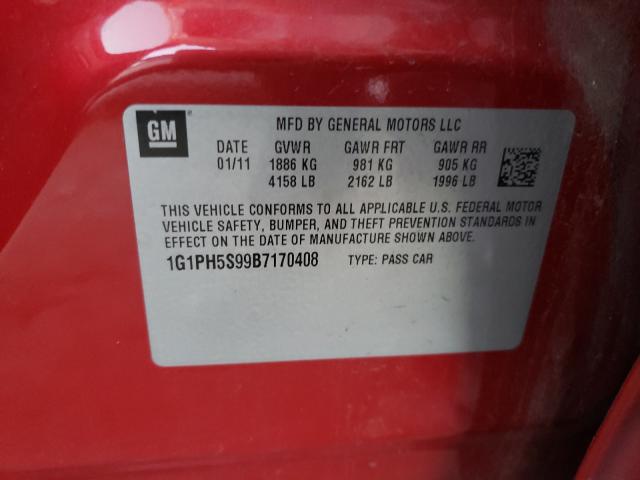 GM
MFD BY GENERAL MOTORS LLC
DATE GVWR GAWR FRT GAWR RR
01/11 1886 KG 981 KG 905 KG
4158 LB 2162 LB 1996 LB
THIS VEHICLE CONFORMS TO ALL APPLICABLE U.S. FEDERAL MOTOR
VEHICLE SAFETY, BUMPER, AND THEFT PREVENTION STANDARDS IN
EFFECT ON THE DATE OF MANUFACTURE SHOWN ABOVE.
1G1PH5S99B7170408 TYPE: PASS CAR